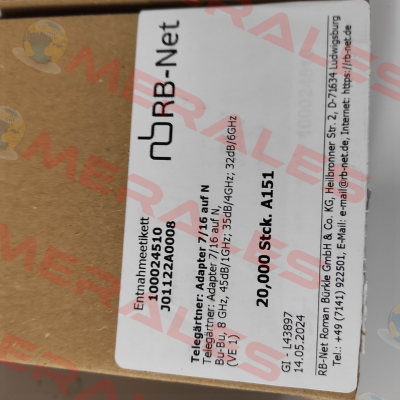 RB-Net
Entnahmeetikett
100024510
J01122A0008
Telegärtner: Adapter 7/16 auf N
Telegärtner: Adapter 7/16 auf N,
Bu-Bu, 8 GHz, 45dB/1GHz; 35dB/4GHz; 32dB/6GHz
(VE 1)
20,000 Stck. A151
GI - L43897
14.05.2024
RB-Net Roman Bürkle GmbH & Co. KG, Heilbronner Str. 2, D-71634 Ludwigsburg
Tel.: +49 (7141) 922501, E-Mail: e-mail@rb-net.de, Internet: https://rb-net.de
MERALES